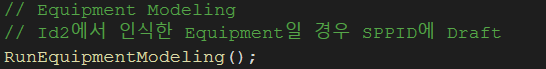 // Equipment Modeling
// Id2에서 인식한 Equipment일 경우 SPPID에 Draft
RunEquipmentModeling();